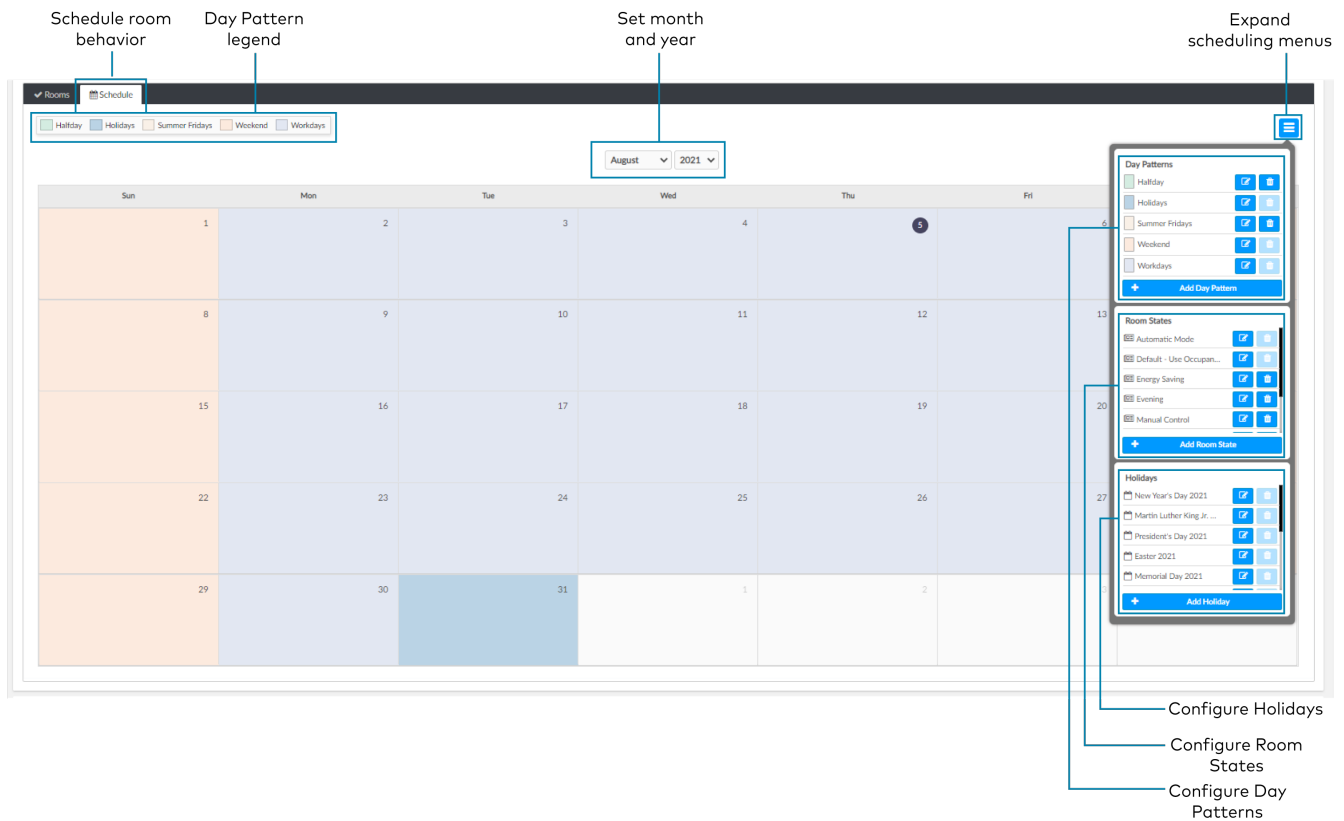 Schedule room
behavior
Day Pattern
legend
Set month
and year
Expand
scheduling menus
Rooms
Schedule
Halfday Holidays Summer Fridays Weekend Workdays
August 2021
Sun Mon Tue Wed Thu Fri
1 2 3 4 5 6
8 9 10 11 12 13
15 16 17 18 19 20
22 23 24 25 26 27
29 30 31 1 2 3
Day Patterns
Halfday
Holidays
Summer Fridays
Weekend
Workdays
+ Add Day Pattern
Room States
Automatic Mode
Default - Use Occupan...
Energy Saving
Evening
Manual Control
+ Add Room State
Holidays
New Year's Day 2021
Martin Luther King Jr. ...
President's Day 2021
Easter 2021
Memorial Day 2021
+ Add Holiday
Configure Holidays
Configure Room
States
Configure Day
Patterns